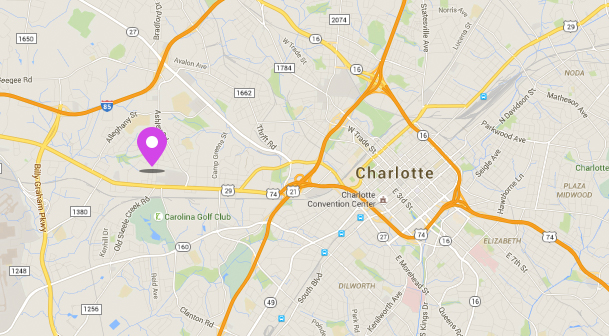 Norris Ave
29
Bradford Dr
2074
Statesville Ave
Lucena St
27
1650
W Trade St
16
16
Avalon Ave
1784
NODA
1662
85
Matheson Ave
N Davidson St
Ashley Rd
Alleghany St
Camp Greene St
Thrift Rd
W Trade St
16
Parkwood Ave
Seigle Ave
Charlotte
Charlotte
Billy Graham Pkwy
Hawthorne Ln
PLAZA
MIDWOOD
29
74
21
Charlotte
Convention Center
E 3rd St
Old Steele Creek Rd
1380
Carolina Golf Club
Kenhill Dr
160
27
74
16
ELIZABETH
74
E 7th St
1248
Reid Ave
South Blvd
DILWORTH
E Morehead St
1256
49
Kenilworth Ave
Clanton Rd
Park Rd
S Kings Dr
Queens Rd